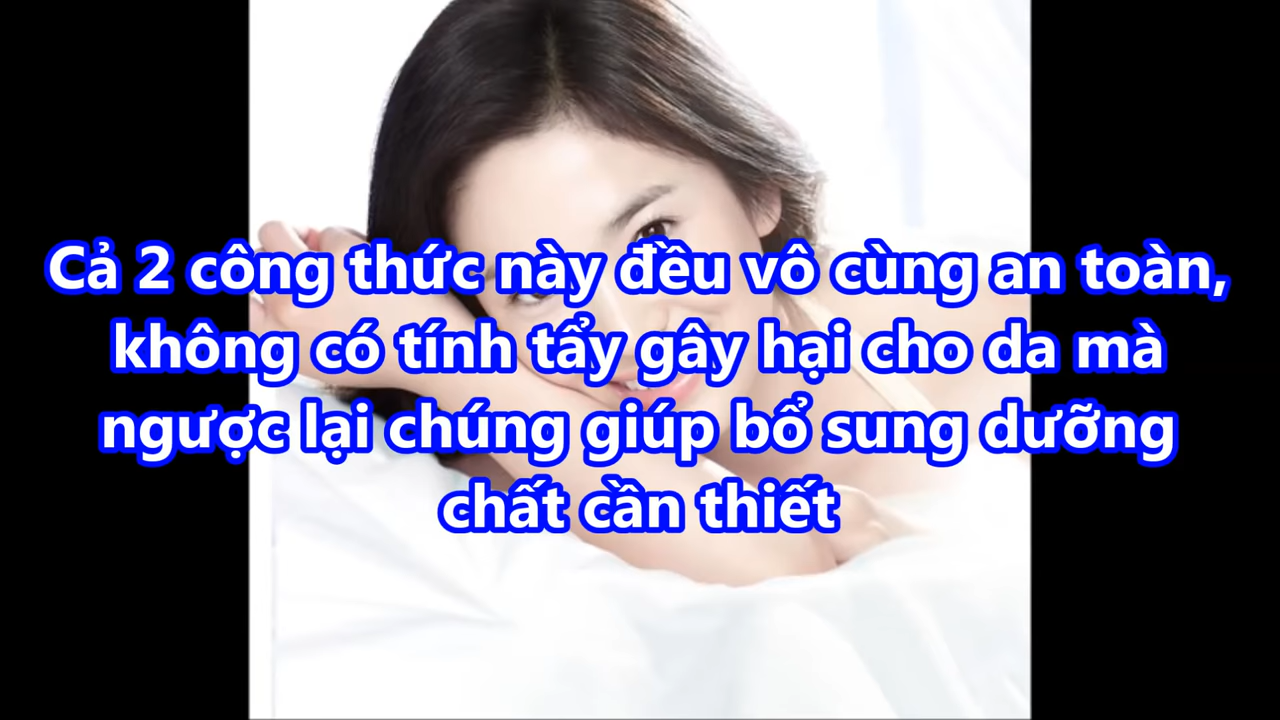 Cả 2 công thức này đều vô cùng an toàn,
không có tính tẩy gây hại cho da mà
ngược lại chúng giúp bổ sung dưỡng
chất cần thiết